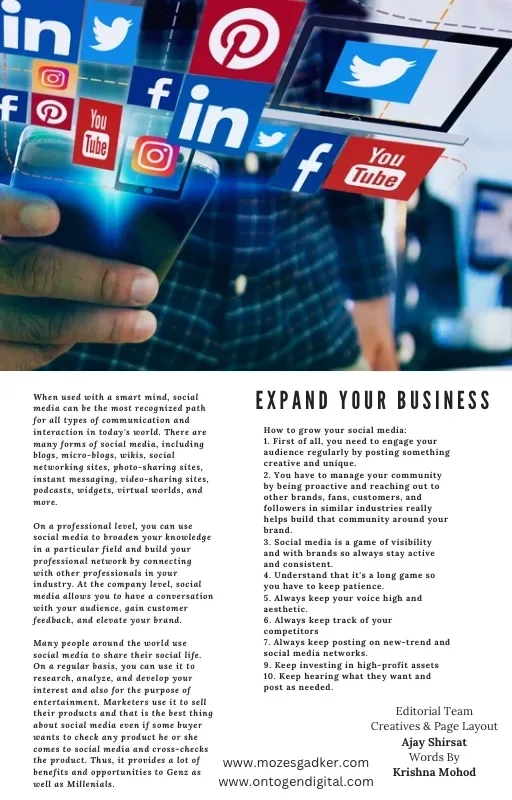 in
in
f
f
You
Tube
f
You
Tube
When used with a smart mind, social
media can be the most recognized path
for all types of communication and
interaction in today's world. There are
many forms of social media, including
blogs, micro-blogs, wikis, social
networking sites, photo-sharing sites,
instant messaging, video-sharing sites,
podcasts, widgets, virtual worlds, and
more.
On a professional level, you can use
social media to broaden your knowledge
in a particular field and build your
professional network by connecting
with other professionals in your
industry. At the company level, social
media allows you to have a conversation
with your audience, gain customer
feedback, and elevate your brand.
Many people around the world use
social media to share their social life.
On a regular basis, you can use it to
research, analyze, and develop your
interest and also for the purpose of
entertainment. Marketers use it to sell
their products and that is the best thing
about social media even if some buyer
wants to check any product he or she
comes to social media and cross-checks
the product. Thus, it provides a lot of
benefits and opportunities to Genz as
well as Millenials.
EXPAND YOUR BUSINESS
How to grow your social media:
1. First of all, you need to engage your
audience regularly by posting something
creative and unique.
2. You have to manage your community
by being proactive and reaching out to
other brands, fans, customers, and
followers in similar industries really
helps build that community around your
brand.
3. Social media is a game of visibility
and with brands so always stay active
and consistent.
4. Understand that it's a long game so
you have to keep patience.
5. Always keep your voice high and
aesthetic.
6. Always keep track of your
competitors
7. Always keep posting on new-trend and
social media networks.
9. Keep investing in high-profit assets
10. Keep hearing what they want and
post as needed.
Editorial Team
Creatives & Page Layout
Ajay Shirsat
Words By
Krishna Mohod
www.mozesgadker.com
www.ontogendigital.com